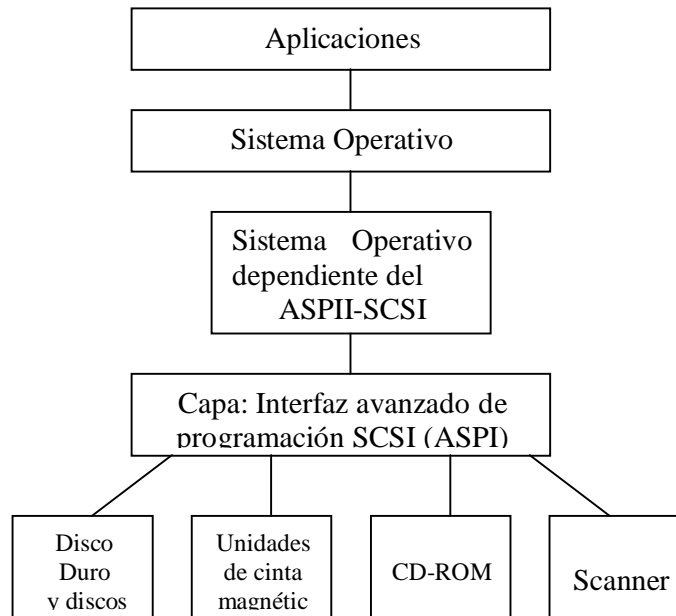 Aplicaciones
Sistema Operativo
Sistema Operativo
dependiente del
ASPII-SCSI
Capa: Interfaz avanzado de
programación SCSI (ASPI)
Disco
Duro
y discos
Unidades
de cinta
magnétic
CD-ROM
Scanner